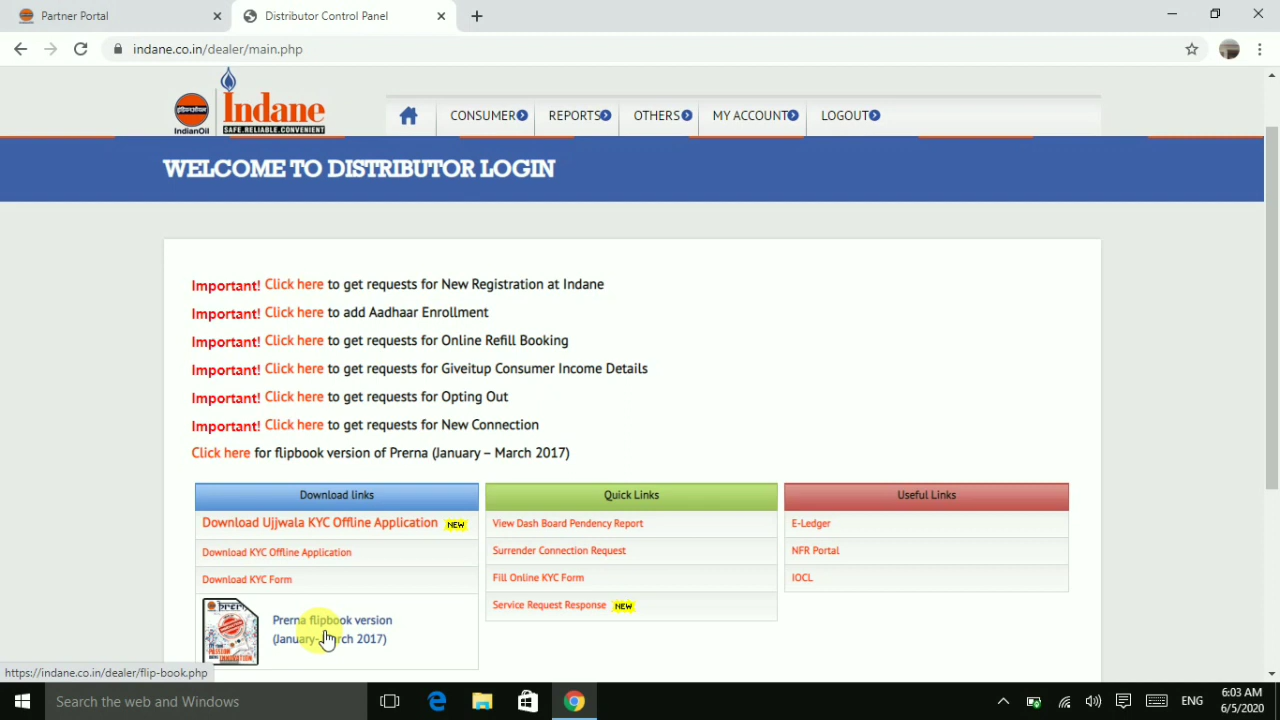 Partner Portal
Distributor Control Panel
indane.co.in/dealer/main.php
इंडियनऑयल
IndianOil
Indane
SAFE.RELIABLE.CONVENIENT
CONSUMER REPORTS OTHERS MY ACCOUNT LOGOUT
WELCOME TO DISTRIBUTOR LOGIN
Important! Click here to get requests for New Registration at Indane
Important! Click here to add Aadhaar Enrollment
Important! Click here to get requests for Online Refill Booking
Important! Click here to get requests for Giveitup Consumer Income Details
Important! Click here to get requests for Opting Out
Important! Click here to get requests for New Connection
Click here for flipbook version of Prerna (January – March 2017)
Download links
Download Ujjwala KYC Offline Application NEW
Download KYC Offline Application
Download KYC Form
Prerna flipbook version
(January- March 2017)
Quick Links
View Dash Board Pendency Report
Surrender Connection Request
Fill Online KYC Form
Service Request Response NEW
Useful Links
E-Ledger
NFR Portal
IOCL
https://indane.co.in/dealer/flip-book.php
Search the web and Windows
ENG
6:03 AM
6/5/2020